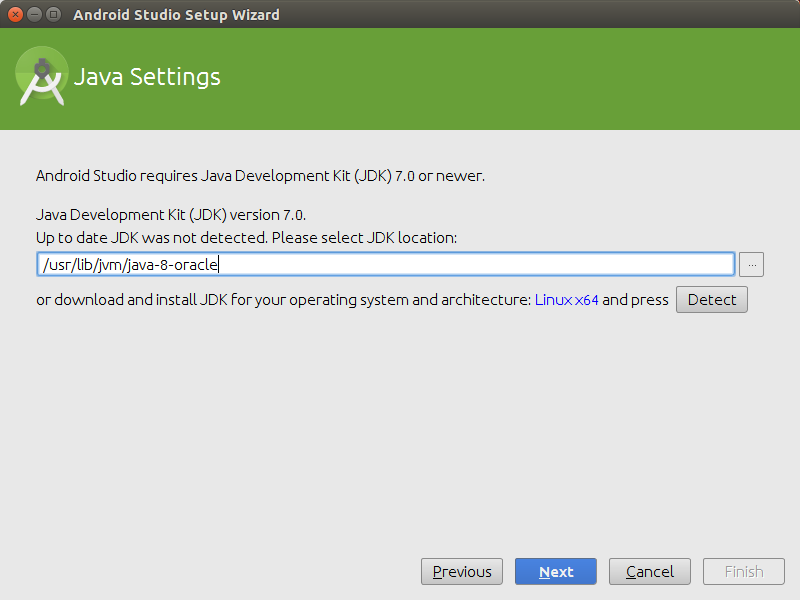 Android Studio Setup Wizard
Java Settings
Android Studio requires Java Development Kit (JDK) 7.0 or newer.
Java Development Kit (JDK) version 7.0.
Up to date JDK was not detected. Please select JDK location:
/usr/lib/jvm/java-8-oracle
...
or download and install JDK for your operating system and architecture: Linux x64 and press Detect
Previous Next Cancel Finish